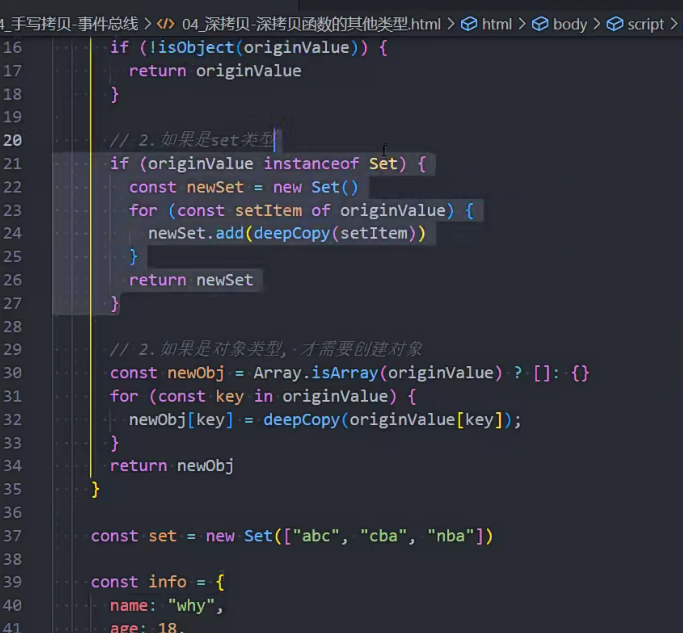 4_手写拷贝-事件总线 > </> 04_深拷贝-深拷贝函数的其他类型.html > html > body > script >
16 if (!isObject(originValue)) {
17 return originValue
18 }
19
20 // 2.如果是set类型
21 if (originValue instanceof Set) {
22 const newSet = new Set()
23 for (const setItem of originValue) {
24 newSet.add(deepCopy(setItem))
25 }
26 return newSet
27 }
28
29 // 2.如果是对象类型, 才需要创建对象
30 const newObj = Array.isArray(originValue) ? []: {}
31 for (const key in originValue) {
32 newObj[key] = deepCopy(originValue[key]);
33 }
34 return newObj
35 }
36
37 const set = new Set(["abc", "cba", "nba"])
38
39 const info = {
40 name: "why",
41 age: 18,